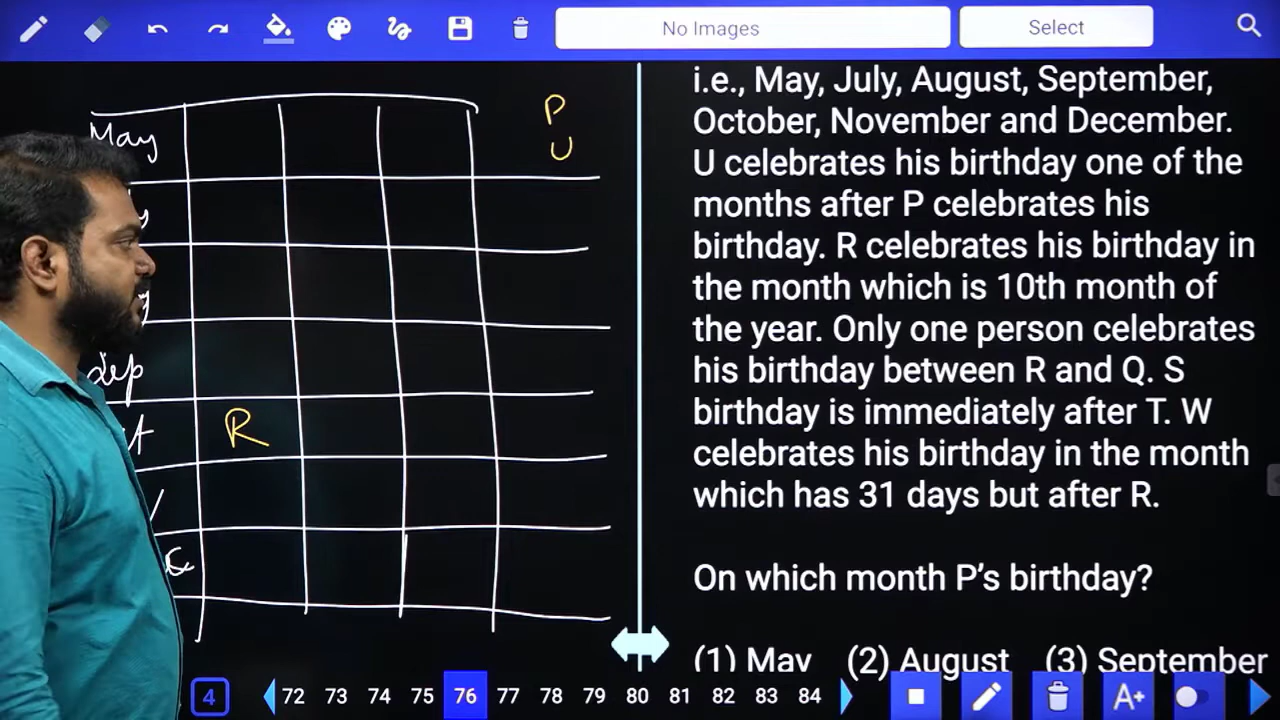 No Images
Select
i.e., May, July, August, September,
October, November and December.
U celebrates his birthday one of the
months after P celebrates his
birthday. R celebrates his birthday in
the month which is 10th month of
the year. Only one person celebrates
his birthday between R and Q. S
birthday is immediately after T. W
celebrates his birthday in the month
which has 31 days but after R.
On which month P’s birthday?
(1) May (2) August (3) September
May
P
U
Sep
R
4
72 73 74 75 76 77 78 79 80 81 82 83 84
A+